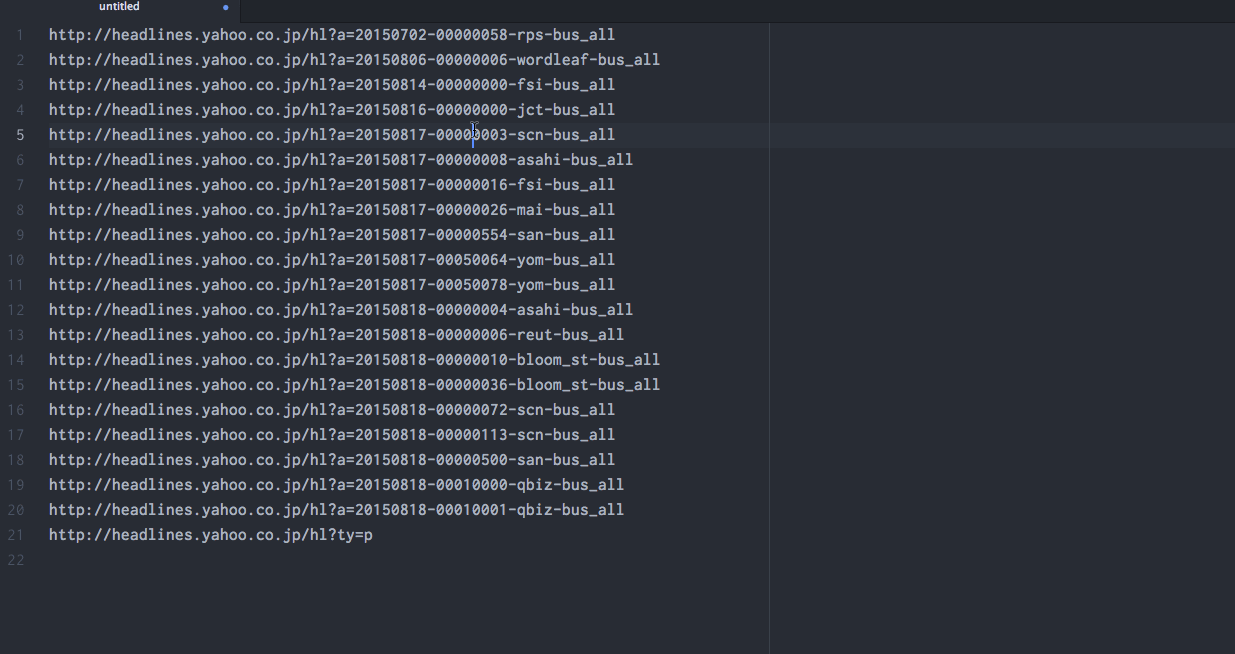 untitled
1 http://headlines.yahoo.co.jp/hl?a=20150702-00000058-rps-bus_all
2 http://headlines.yahoo.co.jp/hl?a=20150806-00000006-wordleaf-bus_all
3 http://headlines.yahoo.co.jp/hl?a=20150814-00000000-fsi-bus_all
4 http://headlines.yahoo.co.jp/hl?a=20150816-00000000-jct-bus_all
5 http://headlines.yahoo.co.jp/hl?a=20150817-00000003-scn-bus_all
6 http://headlines.yahoo.co.jp/hl?a=20150817-00000008-asahi-bus_all
7 http://headlines.yahoo.co.jp/hl?a=20150817-00000016-fsi-bus_all
8 http://headlines.yahoo.co.jp/hl?a=20150817-00000026-mai-bus_all
9 http://headlines.yahoo.co.jp/hl?a=20150817-00000554-san-bus_all
10 http://headlines.yahoo.co.jp/hl?a=20150817-00050064-yom-bus_all
11 http://headlines.yahoo.co.jp/hl?a=20150817-00050078-yom-bus_all
12 http://headlines.yahoo.co.jp/hl?a=20150818-00000004-asahi-bus_all
13 http://headlines.yahoo.co.jp/hl?a=20150818-00000006-reut-bus_all
14 http://headlines.yahoo.co.jp/hl?a=20150818-00000010-bloom_st-bus_all
15 http://headlines.yahoo.co.jp/hl?a=20150818-00000036-bloom_st-bus_all
16 http://headlines.yahoo.co.jp/hl?a=20150818-00000072-scn-bus_all
17 http://headlines.yahoo.co.jp/hl?a=20150818-00000113-scn-bus_all
18 http://headlines.yahoo.co.jp/hl?a=20150818-00000500-san-bus_all
19 http://headlines.yahoo.co.jp/hl?a=20150818-00010000-qbiz-bus_all
20 http://headlines.yahoo.co.jp/hl?a=20150818-00010001-qbiz-bus_all
21 http://headlines.yahoo.co.jp/hl?ty=p
22